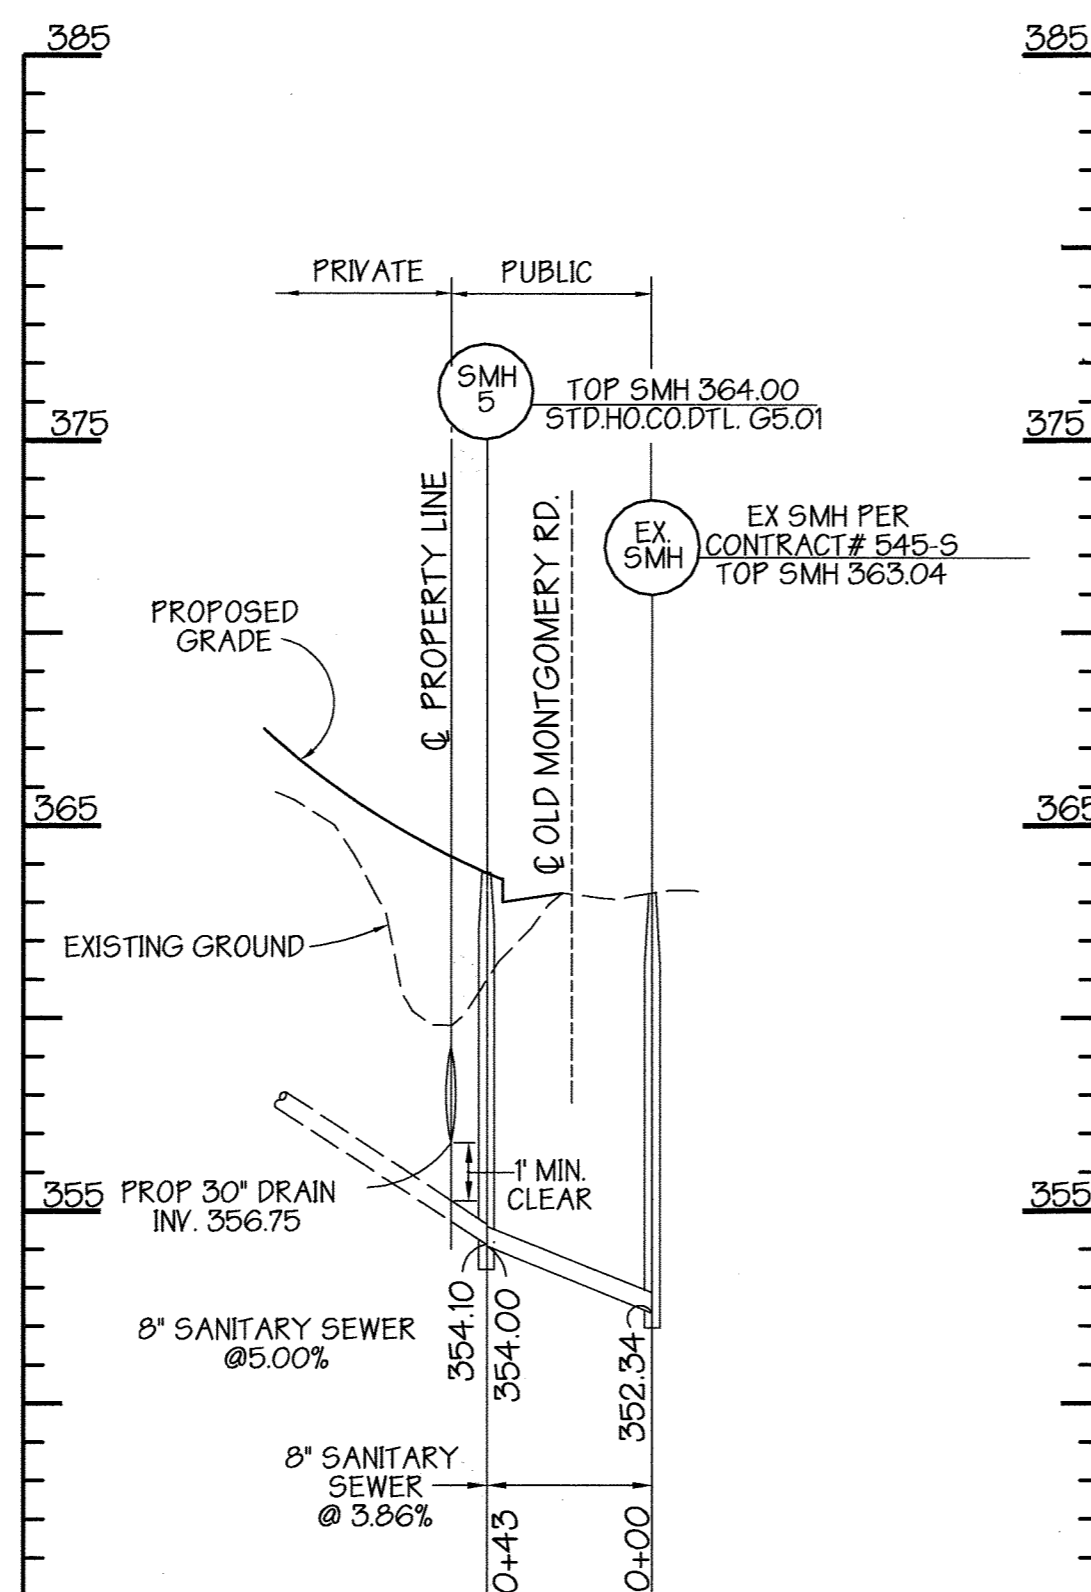 385
385
PRIVATE
PUBLIC
SMH
5
TOP SMH 364.00
STD.HO.CO.DTL. G5.01
375
375
℄ PROPERTY LINE
℄ OLD MONTGOMERY RD.
EX.
SMH
EX SMH PER
CONTRACT# 545-S
TOP SMH 363.04
PROPOSED
GRADE
365
365
EXISTING GROUND
355
355
PROP 30" DRAIN
INV. 356.75
1' MIN.
CLEAR
8" SANITARY SEWER
@5.00%
354.10
354.00
352.34
8" SANITARY
SEWER
@ 3.86%
0+43
0+00